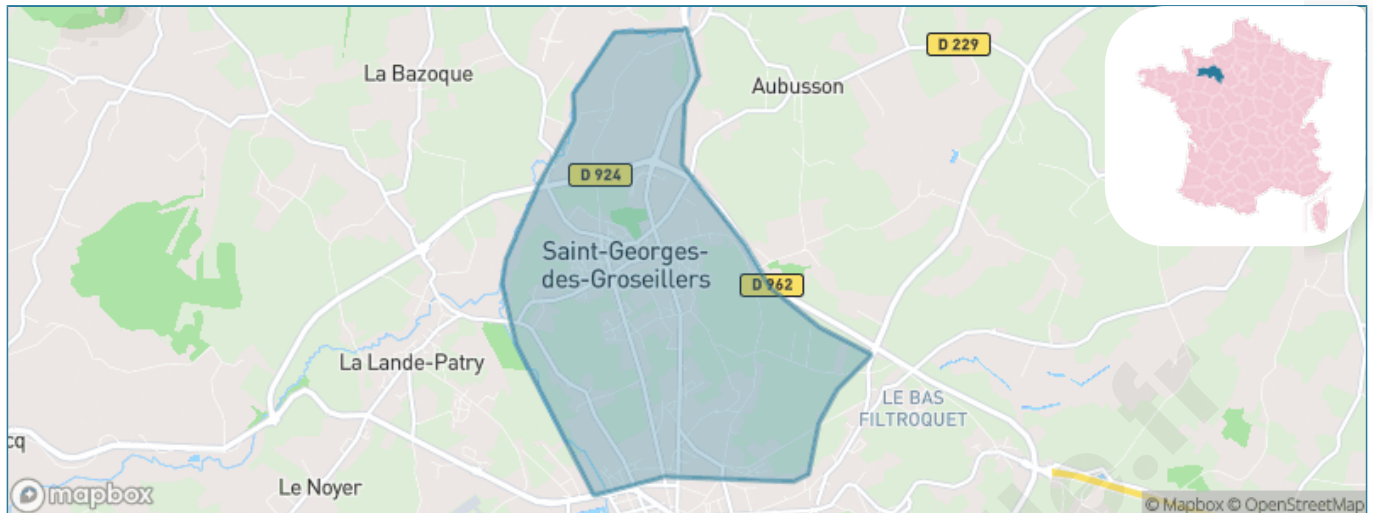 D 229
La Bazoque
Aubusson
D 924
Saint-Georges-
des-Groseillers
D 962
La Lande-Patry
LE BAS
FILTROQUET
cq
Le Noyer
mapbox
© Mapbox © OpenStreetMap